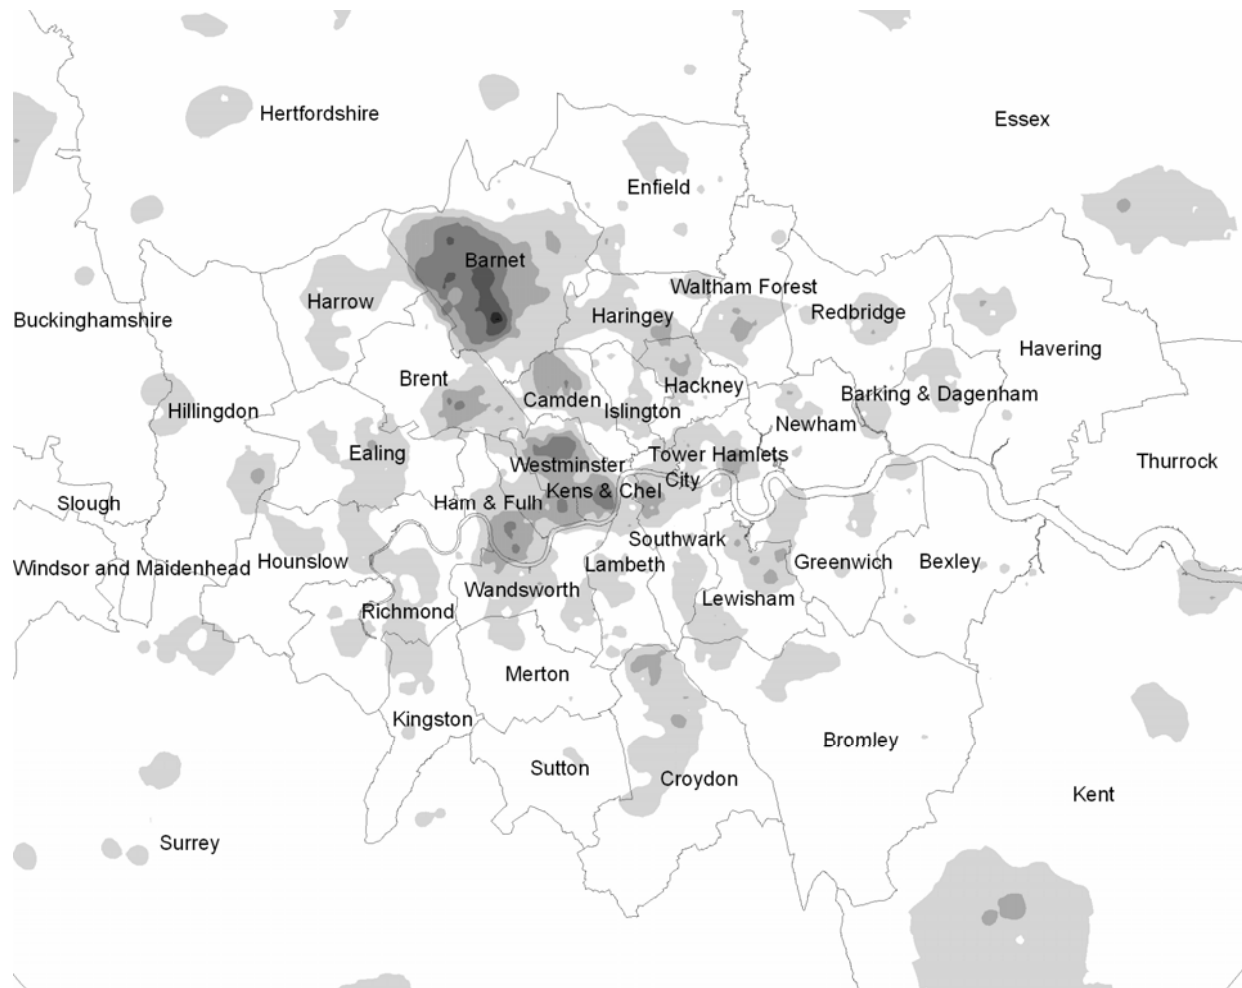 Hertfordshire
Essex
Enfield
Barnet
Waltham Forest
Harrow
Haringey
Redbridge
Buckinghamshire
Havering
Brent
Hackney
Camden
Barking & Dagenham
Hillingdon
Islington
Newham
Ealing
Tower Hamlets
Westminster
Thurrock
City
Kens & Chel
Slough
Ham & Fulh
Southwark
Hounslow
Lambeth
Greenwich
Bexley
Windsor and Maidenhead
Wandsworth
Lewisham
Richmond
Merton
Kingston
Bromley
Sutton
Croydon
Kent
Surrey